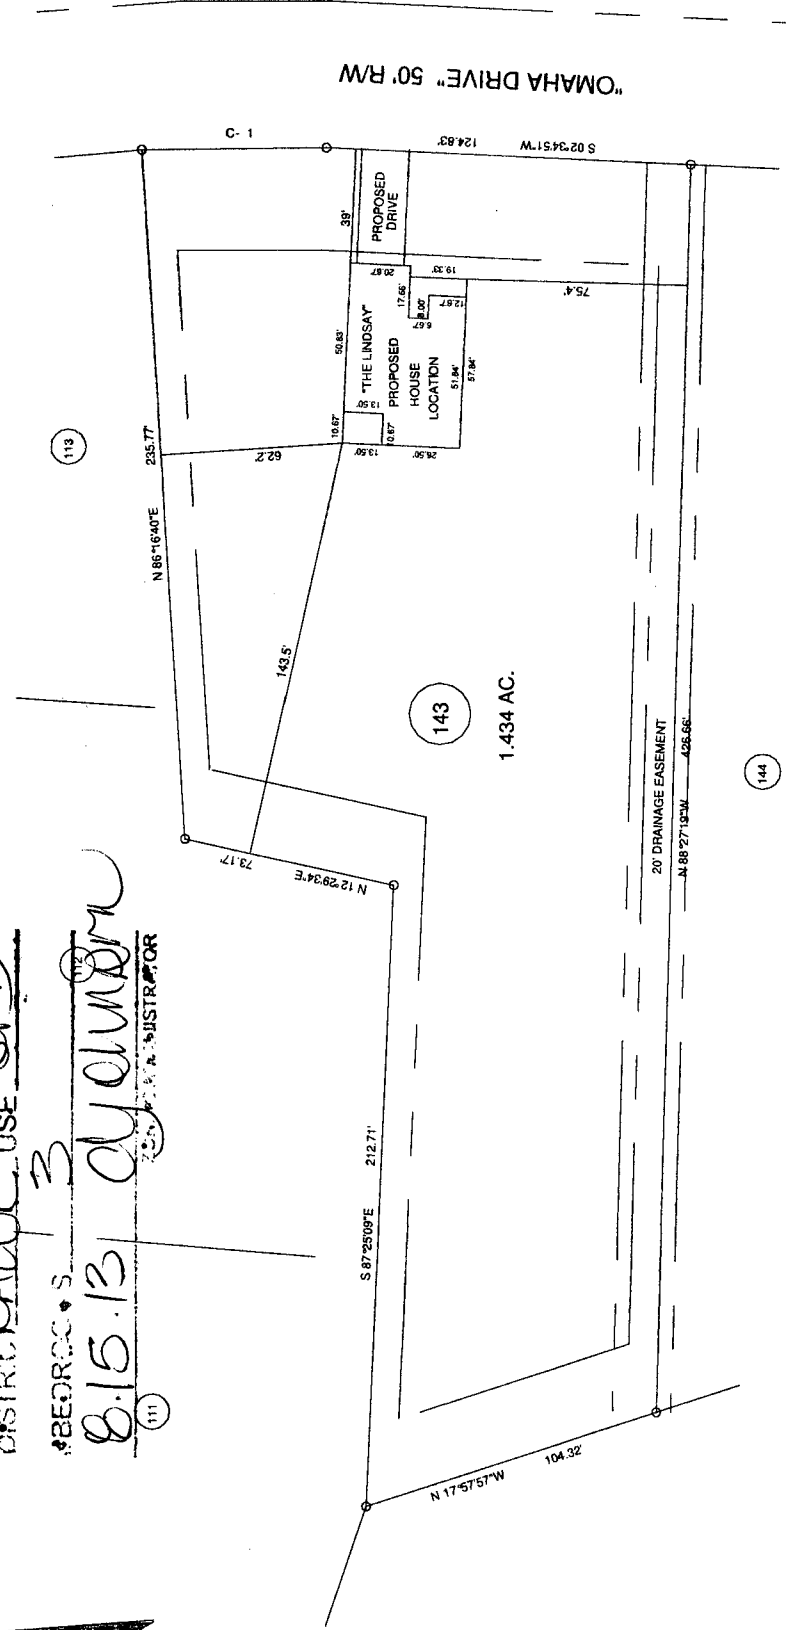 "OMAHA DRIVE" 50' R/W
C- 1
124.83'
S 02°34'51"W
39'
PROPOSED
DRIVE
20.67'
19.33'
75.4'
17.66'
8.00'
6.67'
12.67'
50.83'
"THE LINDSAY"
PROPOSED
HOUSE
LOCATION
51.84'
57.84'
13.50'
10.67'
13.50'
26.50'
62.2'
113
235.77'
N 86°16'40"E
143.5'
143
1.434 AC.
20' DRAINAGE EASEMENT
N 88°27'19"W 426.66'
144
73.17'
N 12°29'34"E
S 87°25'09"E 212.71'
N 17°57'57"W 104.32'
112
111
USE
3
8.15.13